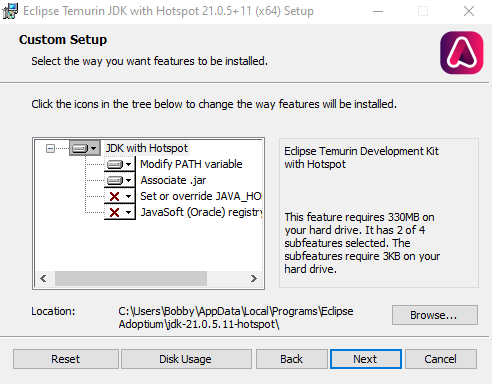 Eclipse Temurin JDK with Hotspot 21.0.5+11 (x64) Setup
Custom Setup
Select the way you want features to be installed.
Click the icons in the tree below to change the way features will be installed.
JDK with Hotspot
Modify PATH variable
Associate .jar
Set or override JAVA_HO
JavaSoft (Oracle) registry
Eclipse Temurin Development Kit
with Hotspot
This feature requires 330MB on
your hard drive. It has 2 of 4
subfeatures selected. The
subfeatures require 3KB on your
hard drive.
Location:
C:\Users\Bobby\AppData\Local\Programs\Eclipse
Adoptium\jdk-21.0.5.11-hotspot\
Browse...
Reset
Disk Usage
Back
Next
Cancel